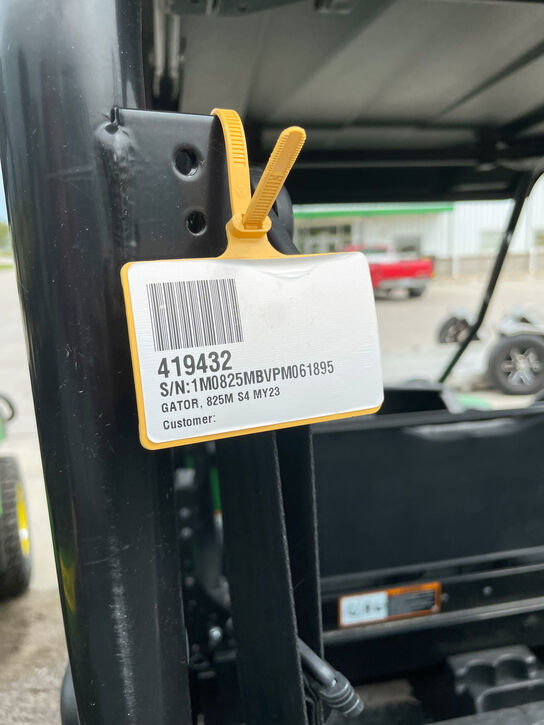 419432
S/N:1M0825MBVPM061895
GATOR, 825M S4 MY23
Customer: